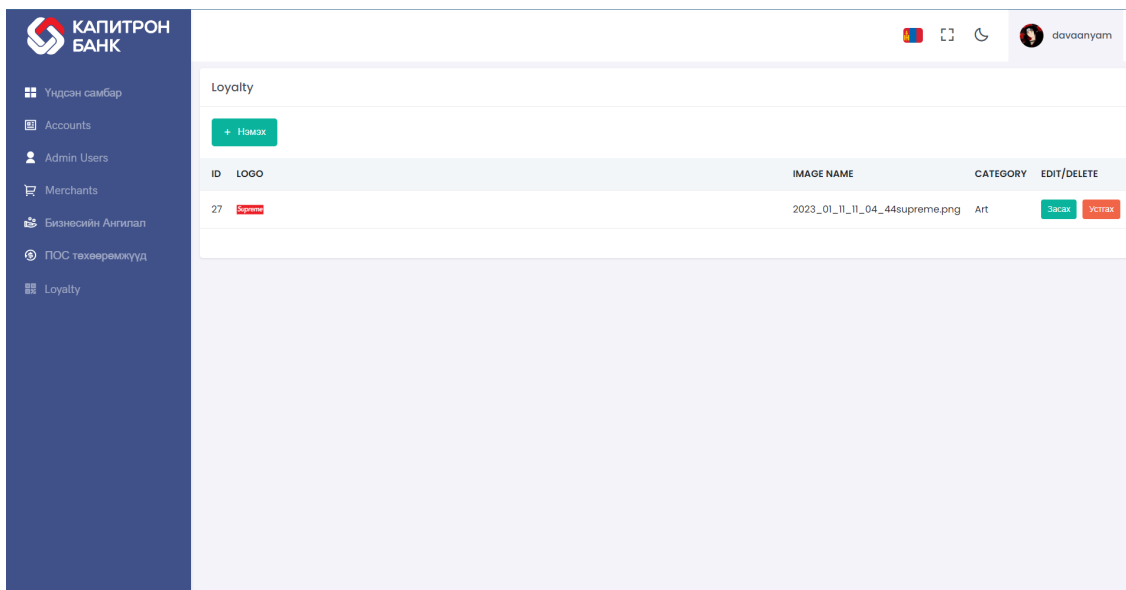 КАПИТРОН
БАНК
davaanyam
Үндсэн самбар
Accounts
Admin Users
Merchants
Бизнесийн Ангилал
ПОС төхөөрөмжүүд
Loyalty
Loyalty
+ Нэмэх
ID LOGO IMAGE NAME CATEGORY EDIT/DELETE
27 Supreme 2023_01_11_11_04_44supreme.png Art Засах Устгах